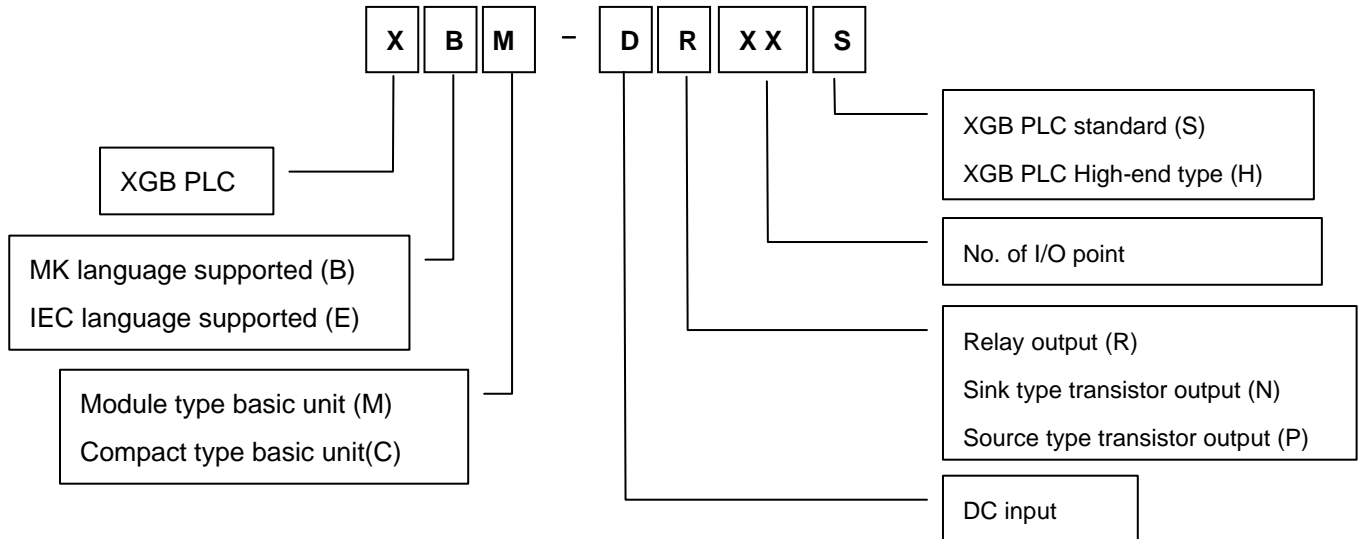 X B M - D R X X S
XGB PLC standard (S)
XGB PLC High-end type (H)
XGB PLC
No. of I/O point
MK language supported (B)
IEC language supported (E)
Relay output (R)
Sink type transistor output (N)
Source type transistor output (P)
Module type basic unit (M)
Compact type basic unit(C)
DC input